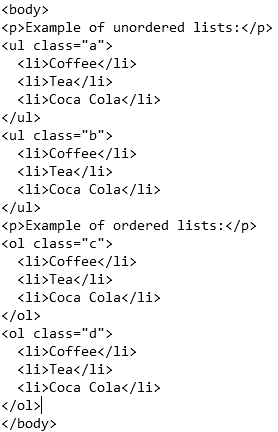 <body>
<p>Example of unordered lists:</p>
<ul class="a">
  <li>Coffee</li>
  <li>Tea</li>
  <li>Coca Cola</li>
</ul>
<ul class="b">
  <li>Coffee</li>
  <li>Tea</li>
  <li>Coca Cola</li>
</ul>
<p>Example of ordered lists:</p>
<ol class="c">
  <li>Coffee</li>
  <li>Tea</li>
  <li>Coca Cola</li>
</ol>
<ol class="d">
  <li>Coffee</li>
  <li>Tea</li>
  <li>Coca Cola</li>
</ol>
</body>